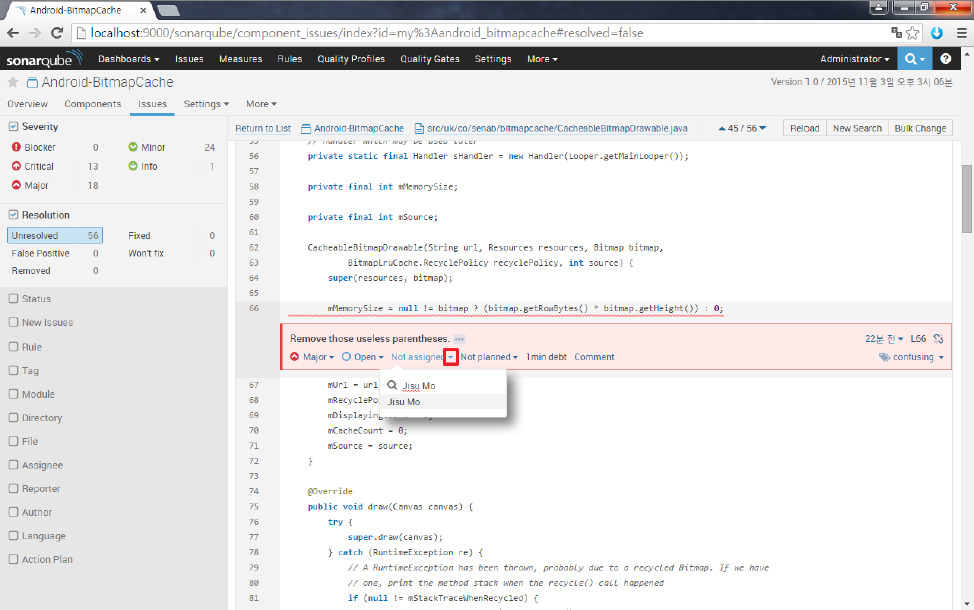 Android-BitmapCache
localhost:9000/sonarqube/component_issues/index?id=my%3Aandroid_bitmapcache#resolved=false
sonarqube Dashboards Issues Measures Rules Quality Profiles Quality Gates Settings More Administrator ?
Android-BitmapCache Version 1.0 / 2015년 11월 3일 오후 3시 06분
Overview Components Issues Settings More
Severity
Blocker 0 Minor 24
Critical 13 Info 1
Major 18
Resolution
Unresolved 56 Fixed 0
False Positive 0 Won't fix 0
Removed 0
Status
New Issues
Rule
Tag
Module
Directory
File
Assignee
Reporter
Author
Language
Action Plan
Return to List Android-BitmapCache src/uk/co/senab/bitmapcache/CacheableBitmapDrawable.java 45 / 56 Reload New Search Bulk Change
55 // Handler which may be used later
56 private static final Handler sHandler = new Handler(Looper.getMainLooper());
57
58 private final int mMemorySize;
59
60 private final int mSource;
61
62 CacheableBitmapDrawable(String url, Resources resources, Bitmap bitmap,
63 BitmapLruCache.RecyclePolicy recyclePolicy, int source) {
64 super(resources, bitmap);
65
66 mMemorySize = null != bitmap ? (bitmap.getRowBytes() * bitmap.getHeight()) : 0;
Remove those useless parentheses. ... 22분 전 L66
Major Open Not assigned Not planned 1min debt Comment confusing
Jisu Mo
Jisu Mo
67 mUrl = url
68 mRecyclePo
69 mDisplaying
70 mCacheCount = 0;
71 mSource = source;
72 }
73
74 @Override
75 public void draw(Canvas canvas) {
76 try {
77 super.draw(canvas);
78 } catch (RuntimeException re) {
79 // A RuntimeException has been thrown, probably due to a recycled Bitmap. If we have
80 // one, print the method stack when the recycle() call happened
81 if (null != mStackTraceWhenRecycled) {